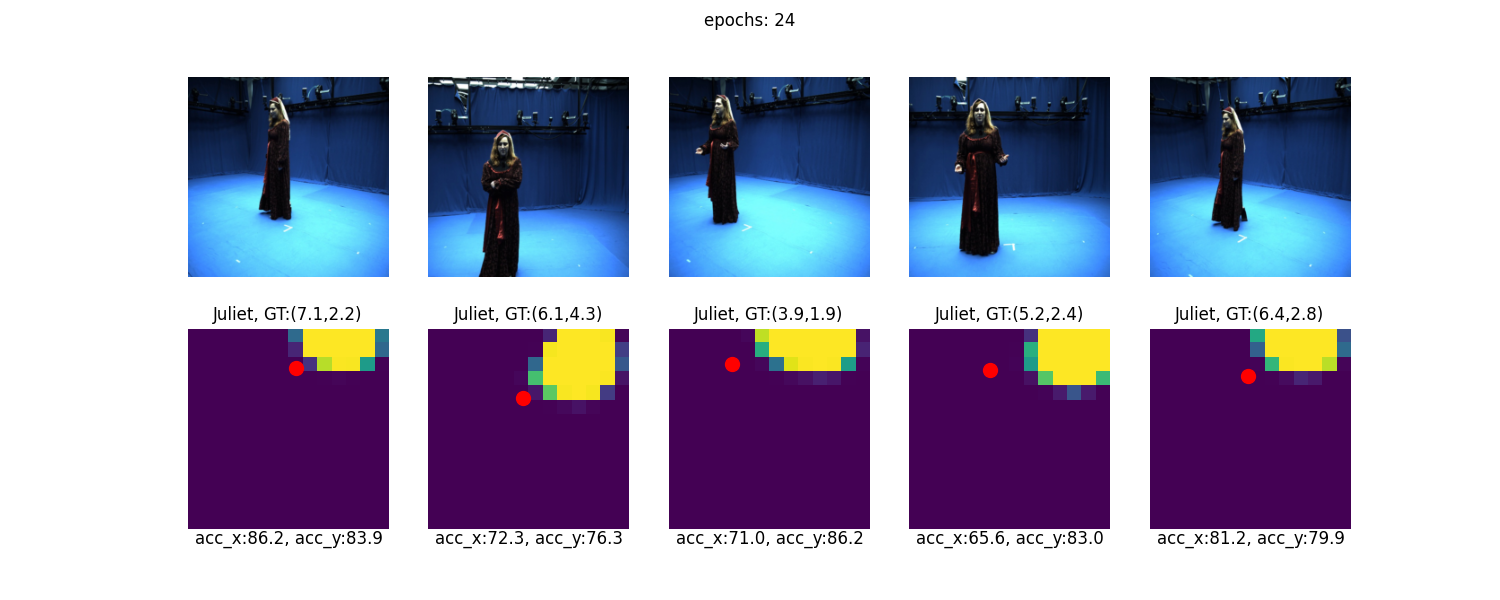 epochs: 24
Juliet, GT:(7.1,2.2)
Juliet, GT:(6.1,4.3)
Juliet, GT:(3.9,1.9)
Juliet, GT:(5.2,2.4)
Juliet, GT:(6.4,2.8)
acc_x:86.2, acc_y:83.9
acc_x:72.3, acc_y:76.3
acc_x:71.0, acc_y:86.2
acc_x:65.6, acc_y:83.0
acc_x:81.2, acc_y:79.9